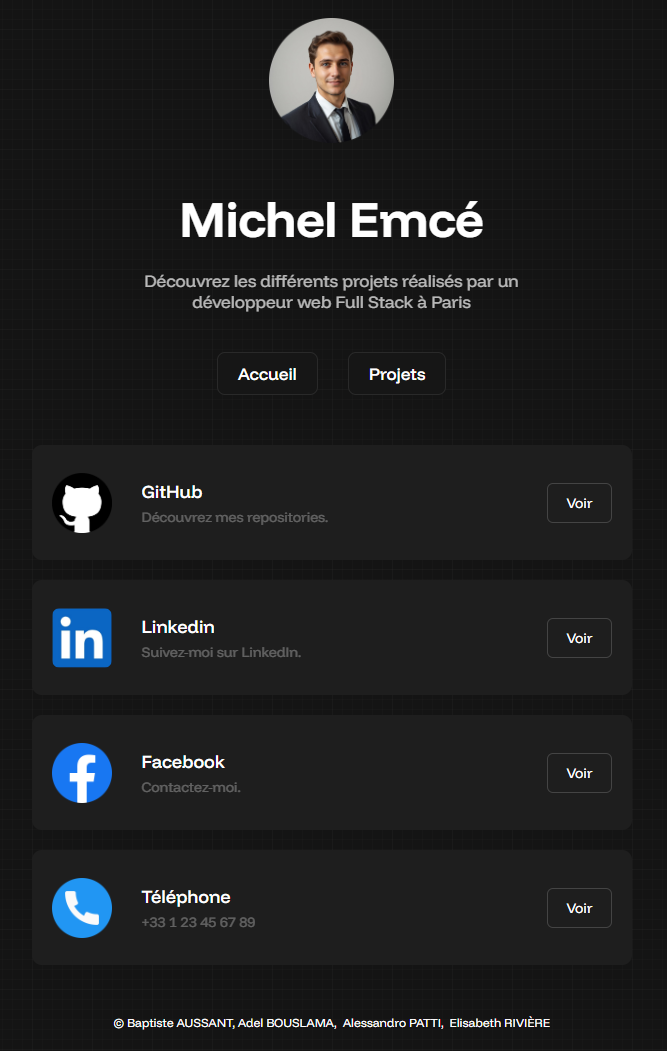 Michel Emcé
Découvrez les différents projets réalisés par un
développeur web Full Stack à Paris
Accueil
Projets
GitHub
Découvrez mes repositories.
Voir
in
Linkedin
Suivez-moi sur LinkedIn.
Voir
f
Facebook
Contactez-moi.
Voir
Téléphone
+33 1 23 45 67 89
Voir
© Baptiste AUSSANT, Adel BOUSLAMA, Alessandro PATTI, Elisabeth RIVIÈRE